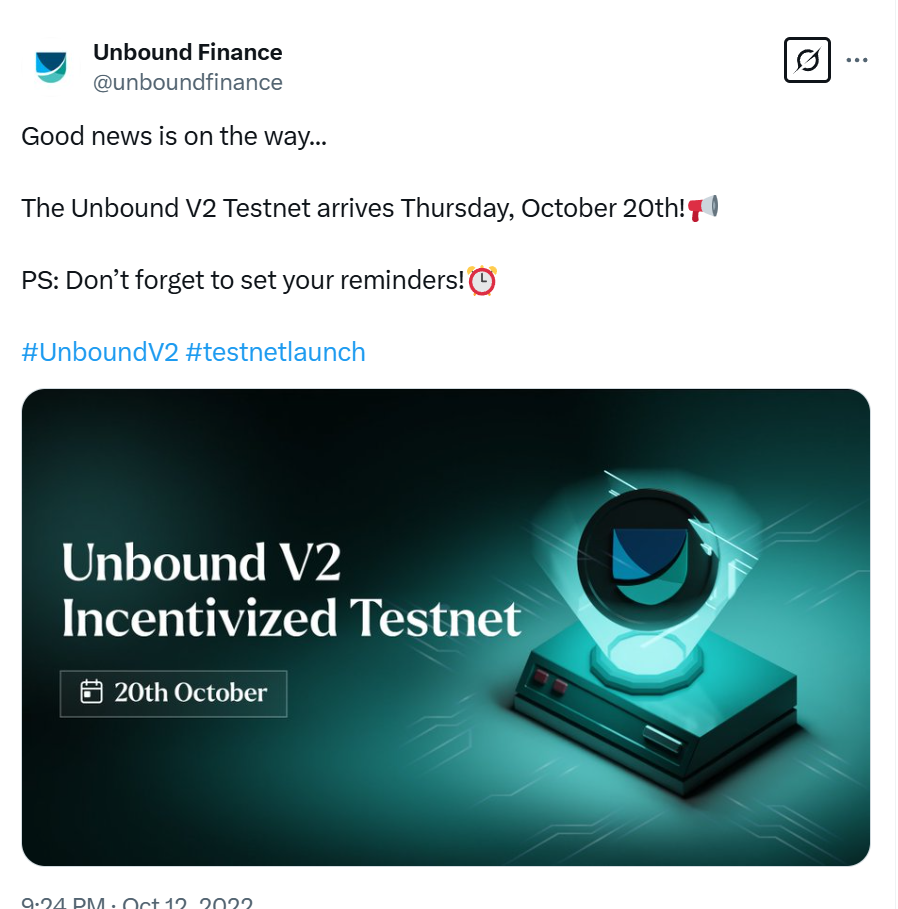 Unbound Finance
@unboundfinance
Good news is on the way...
The Unbound V2 Testnet arrives Thursday, October 20th!📢
PS: Don’t forget to set your reminders!⏰
#UnboundV2 #testnetlaunch
Unbound V2
Incentivized Testnet
20th October
9:24 PM · Oct 12, 2022